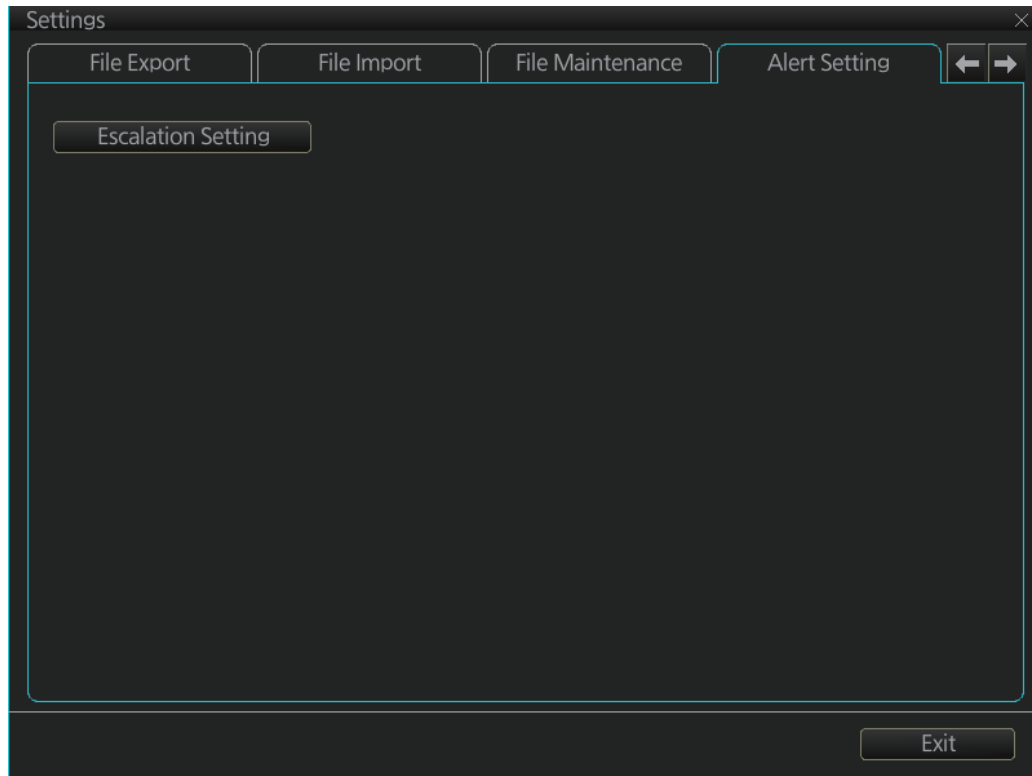 Settings
File Export File Import File Maintenance Alert Setting
Escalation Setting
Exit